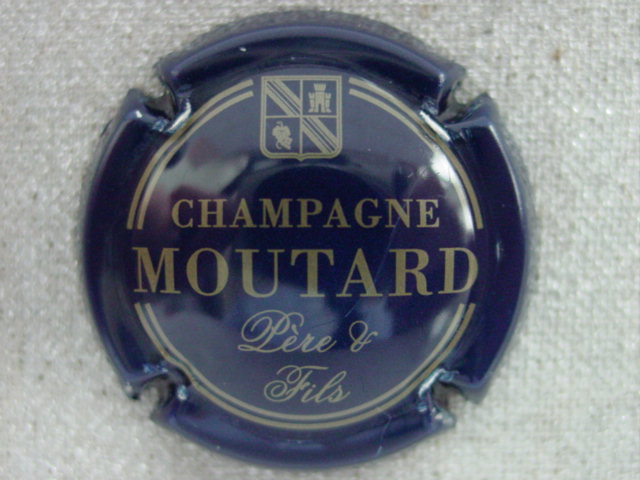 CHAMPAGNE
MOUTARD
Père &
Fils